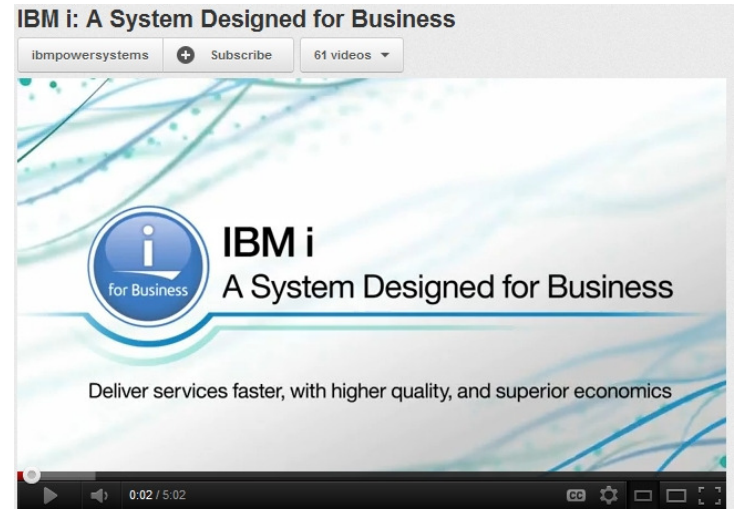 IBM i: A System Designed for Business
ibmpowersystems
Subscribe
61 videos
i
for Business
IBM i
A System Designed for Business
Deliver services faster, with higher quality, and superior economics
0:02 / 5:02
CC